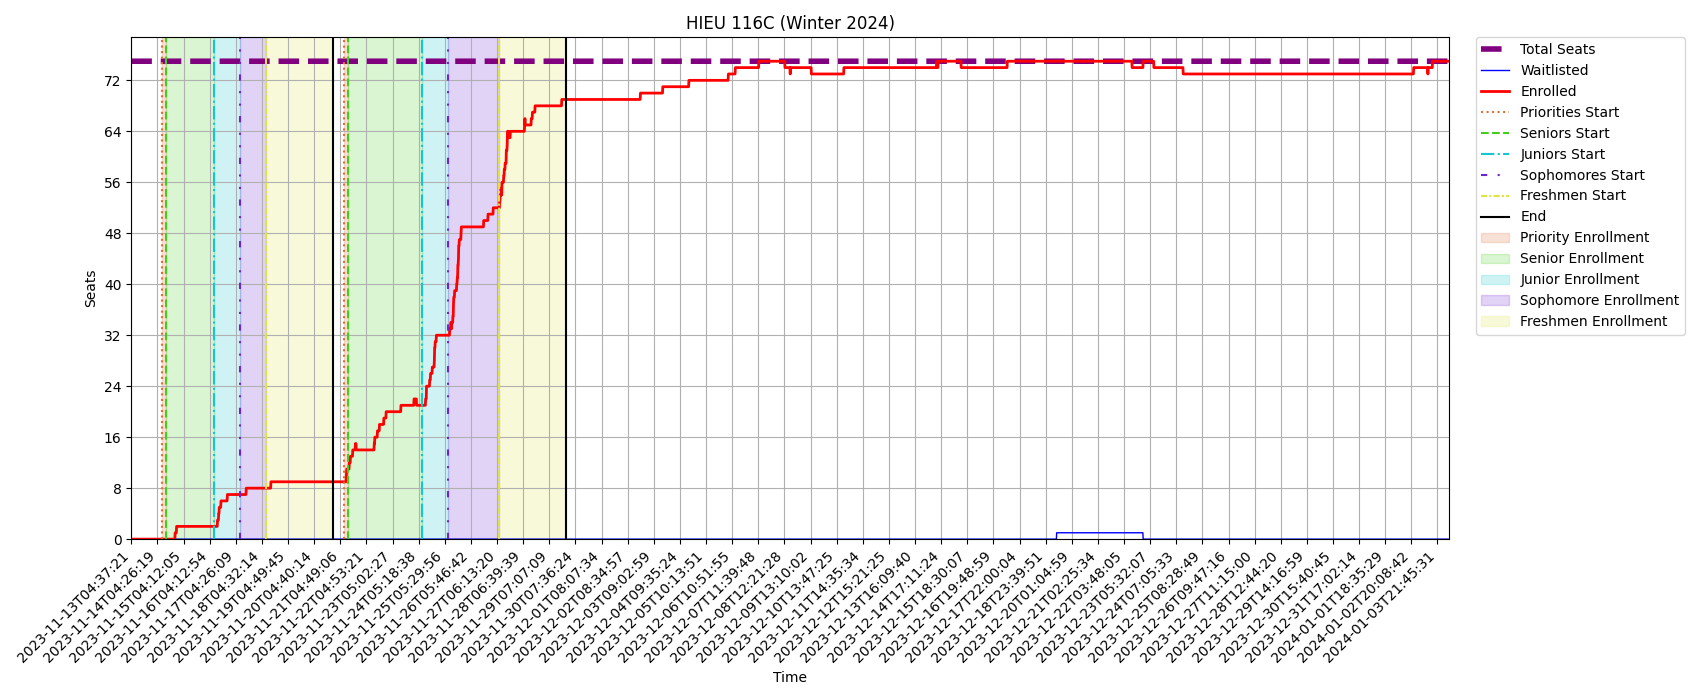 HIEU 116C (Winter 2024)
Total Seats
Waitlisted
Enrolled
Priorities Start
Seniors Start
Juniors Start
Sophomores Start
Freshmen Start
End
Priority Enrollment
Senior Enrollment
Junior Enrollment
Sophomore Enrollment
Freshmen Enrollment
Seats
72
64
56
48
40
32
24
16
8
0
2023-11-13T04:37:21
2023-11-14T04:26:19
2023-11-15T04:12:05
2023-11-16T04:12:54
2023-11-17T04:26:09
2023-11-18T04:32:14
2023-11-19T04:49:45
2023-11-20T04:40:14
2023-11-21T04:49:06
2023-11-22T04:53:21
2023-11-23T05:02:27
2023-11-24T05:18:38
2023-11-25T05:29:56
2023-11-26T05:46:42
2023-11-27T06:13:20
2023-11-28T06:39:39
2023-11-29T07:07:09
2023-11-30T07:36:24
2023-12-01T08:07:34
2023-12-02T08:34:57
2023-12-03T09:02:59
2023-12-04T09:35:24
2023-12-05T10:13:51
2023-12-06T10:51:55
2023-12-07T11:39:48
2023-12-08T12:21:28
2023-12-09T13:10:02
2023-12-10T13:47:25
2023-12-11T14:35:34
2023-12-12T15:21:25
2023-12-13T16:09:40
2023-12-14T17:11:24
2023-12-15T18:30:07
2023-12-16T19:48:59
2023-12-17T22:00:04
2023-12-18T23:39:51
2023-12-20T01:04:59
2023-12-21T02:25:34
2023-12-22T03:48:05
2023-12-23T05:32:07
2023-12-24T07:05:33
2023-12-25T08:28:49
2023-12-26T09:47:16
2023-12-27T11:15:00
2023-12-28T12:44:20
2023-12-29T14:16:59
2023-12-30T15:40:45
2023-12-31T17:02:14
2024-01-01T18:35:29
2024-01-02T20:08:42
2024-01-03T21:45:31
Time